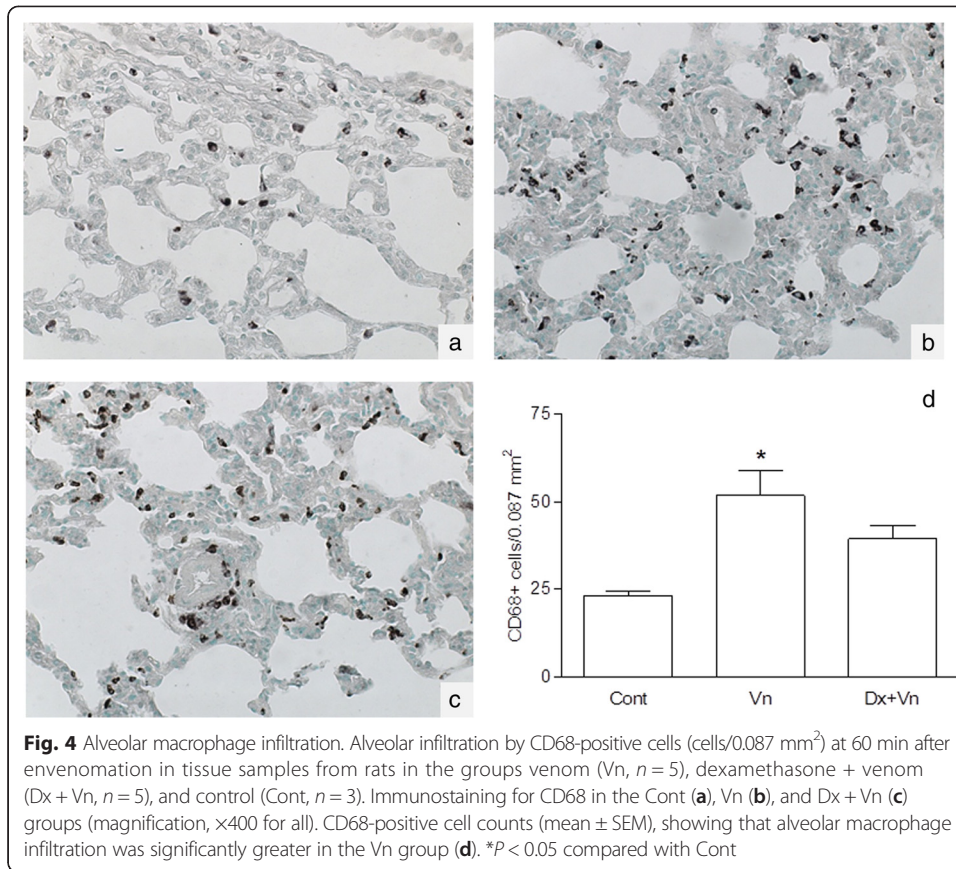 a
b
c
d
75
50
25
0
CD68+ cells/0.087 mm²
*
Cont
Vn
Dx+Vn
Fig. 4 Alveolar macrophage infiltration. Alveolar infiltration by CD68-positive cells (cells/0.087 mm²) at 60 min after
envenomation in tissue samples from rats in the groups venom (Vn, n = 5), dexamethasone + venom
(Dx + Vn, n = 5), and control (Cont, n = 3). Immunostaining for CD68 in the Cont (a), Vn (b), and Dx + Vn (c)
groups (magnification, ×400 for all). CD68-positive cell counts (mean ± SEM), showing that alveolar macrophage
infiltration was significantly greater in the Vn group (d). *P < 0.05 compared with Cont